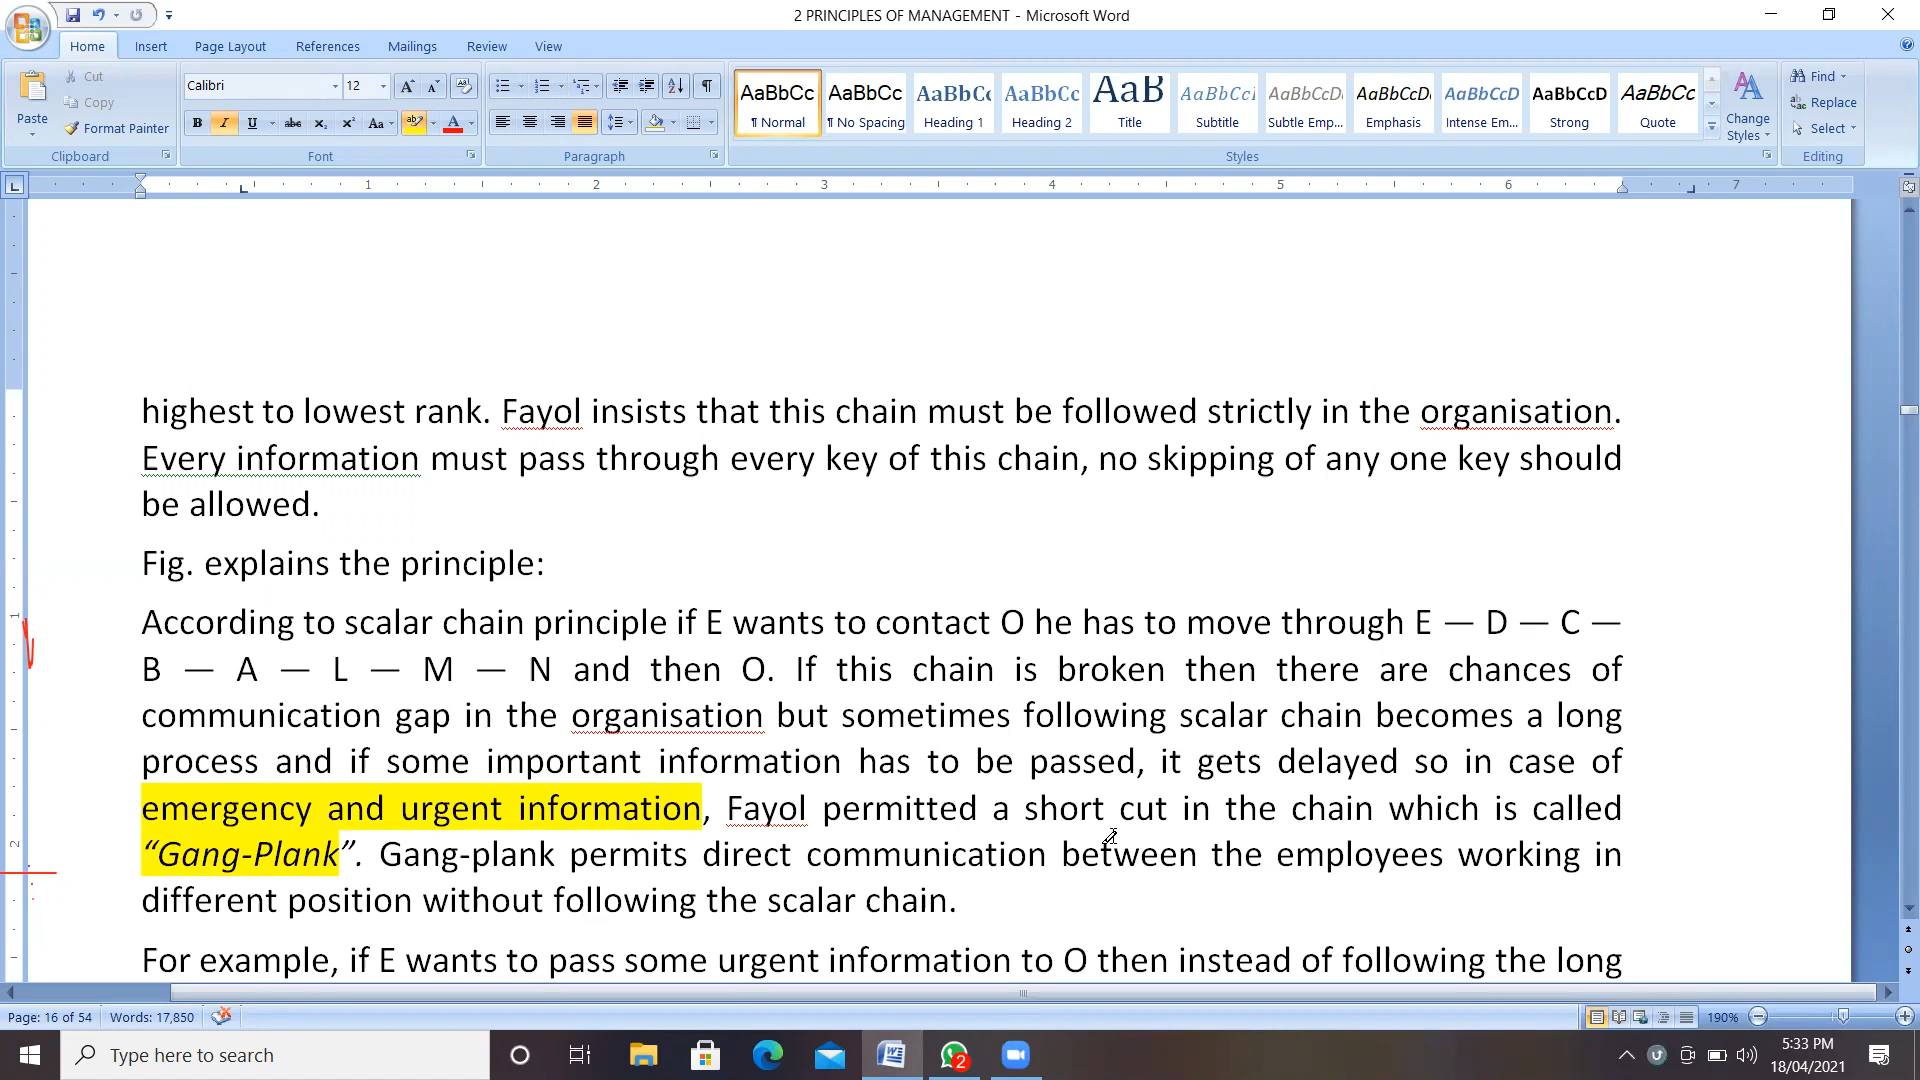 2 PRINCIPLES OF MANAGEMENT - Microsoft Word
Home Insert Page Layout References Mailings Review View
Paste Cut Copy Format Painter
Clipboard
Calibri 12
Font
Paragraph
AaBbCc AaBbCc AaBbC AaBbCc AaB AaBbCcI AaBbCcD AaBbCcD AaBbCcD AaBbCcD AaBbCc
¶ Normal ¶ No Spacing Heading 1 Heading 2 Title Subtitle Subtle Emp... Emphasis Intense Em... Strong Quote
Change Styles
Styles
Find
Replace
Select
Editing
1 2 3 4 5 6 7
highest to lowest rank. Fayol insists that this chain must be followed strictly in the organisation.
Every information must pass through every key of this chain, no skipping of any one key should
be allowed.
Fig. explains the principle:
According to scalar chain principle if E wants to contact O he has to move through E — D — C —
B — A — L — M — N and then O. If this chain is broken then there are chances of
communication gap in the organisation but sometimes following scalar chain becomes a long
process and if some important information has to be passed, it gets delayed so in case of
emergency and urgent information, Fayol permitted a short cut in the chain which is called
“Gang-Plank”. Gang-plank permits direct communication between the employees working in
different position without following the scalar chain.
For example, if E wants to pass some urgent information to O then instead of following the long
Page: 16 of 54 Words: 17,850 190%
Type here to search
2
5:33 PM
18/04/2021